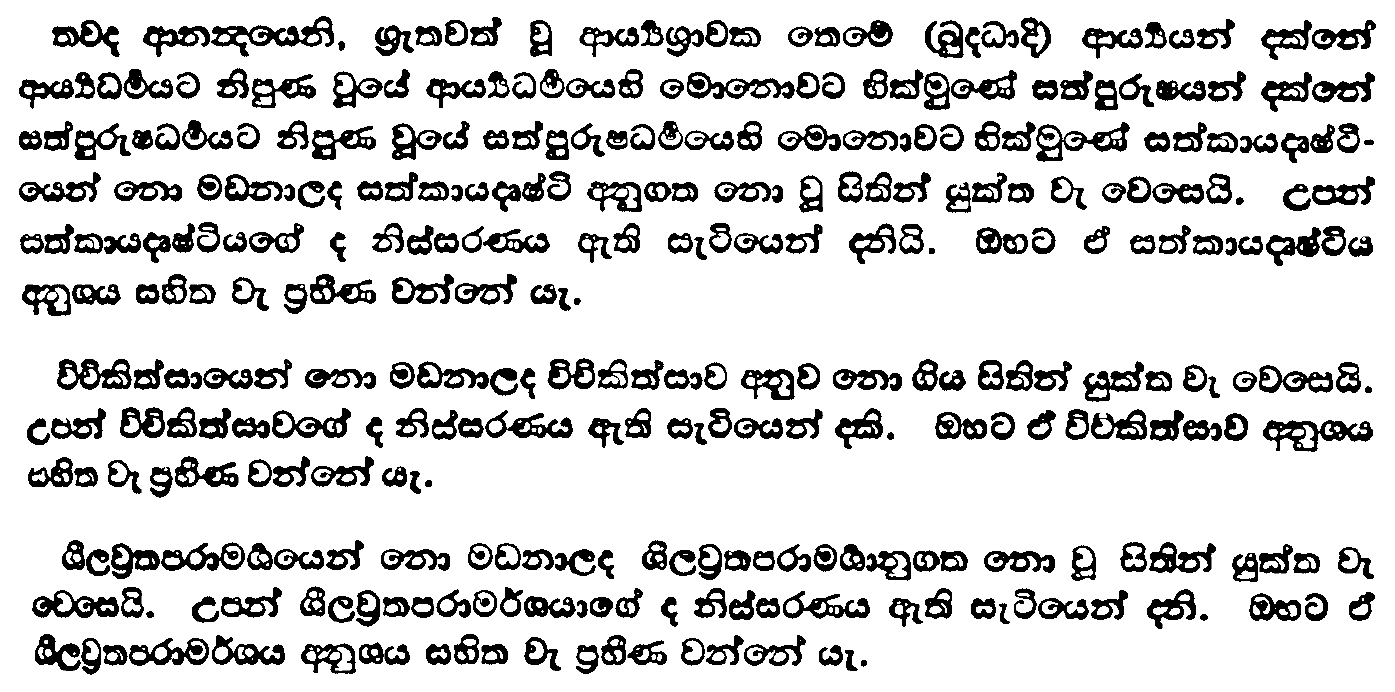 තවද ආනන්‍දයෙනි, ශ්‍රුතවත් වූ ආර්‍ය්‍යශ්‍රාවක තෙමේ (බුද්ධාදි) ආර්‍ය්‍යයන් දක්නේ
ආර්‍ය්‍යධර්‍මයට නිපුණ වූයේ ආර්‍ය්‍යධර්‍මයෙහි මොනොවට හික්මුණේ සත්පුරුෂයන් දක්නේ
සත්පුරුෂධර්‍මයට නිපුණ වූයේ සත්පුරුෂධර්‍මයෙහි මොනොවට හික්මුණේ සත්කායදෘෂ්ටි-
යෙන් නො මඩනාලද සත්කායදෘෂ්ටි අනුගත නො වූ සිතින් යුක්ත වැ වෙසෙයි. උපන්
සත්කායදෘෂ්ටියගේ ද නිස්සරණය ඇති සැටියෙන් දනියි. ඔහට ඒ සත්කායදෘෂ්ටිය
අනුශය සහිත වැ ප්‍රහීණ වන්නේ යැ.
විචිකිත්සායෙන් නො මඩනාලද විචිකිත්සාව අනුව නො ගිය සිතින් යුක්ත වැ වෙසෙයි.
උපන් විචිකිත්සාවගේ ද නිස්සරණය ඇති සැටියෙන් දනී. ඔහට ඒ විචිකිත්සාව අනුශය
සහිත වැ ප්‍රහීණ වන්නේ යැ.
ශීලව්‍රතපරාමර්‍ශයෙන් නො මඩනාලද ශීලව්‍රතපරාමර්‍ශානුගත නො වූ සිතින් යුක්ත වැ
වෙසෙයි. උපන් ශීලව්‍රතපරාමර්ශයාගේ ද නිස්සරණය ඇති සැටියෙන් දනී. ඔහට ඒ
ශීලව්‍රතපරාමර්ශය අනුශය සහිත වැ ප්‍රහීණ වන්නේ යැ.